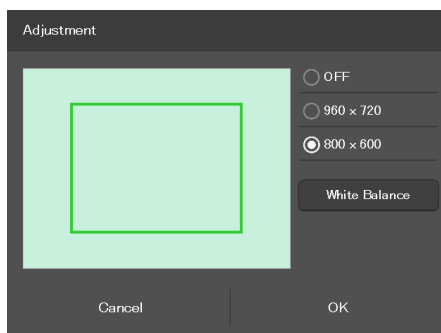 Adjustment
OFF
960 × 720
800 × 600
White Balance
Cancel
OK